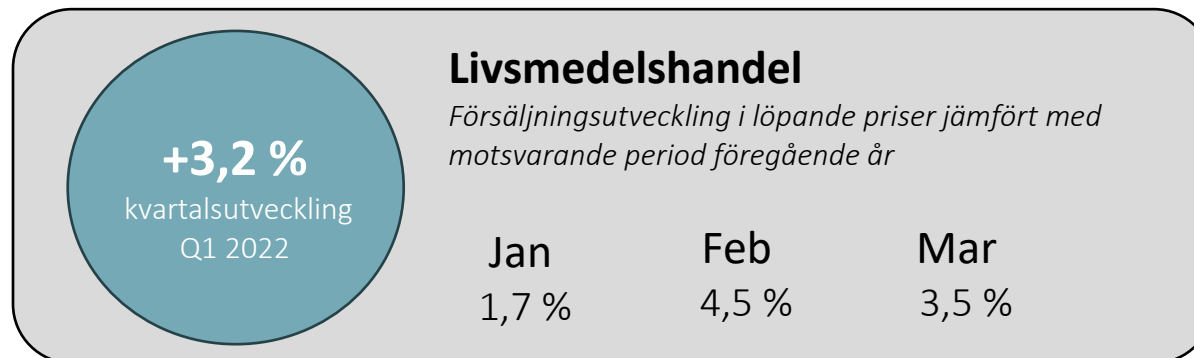 +3,2 %
kvartalsutveckling
Q1 2022
Livsmedelshandel
Försäljningsutveckling i löpande priser jämfört med
motsvarande period föregående år
Jan Feb Mar
1,7 % 4,5 % 3,5 %